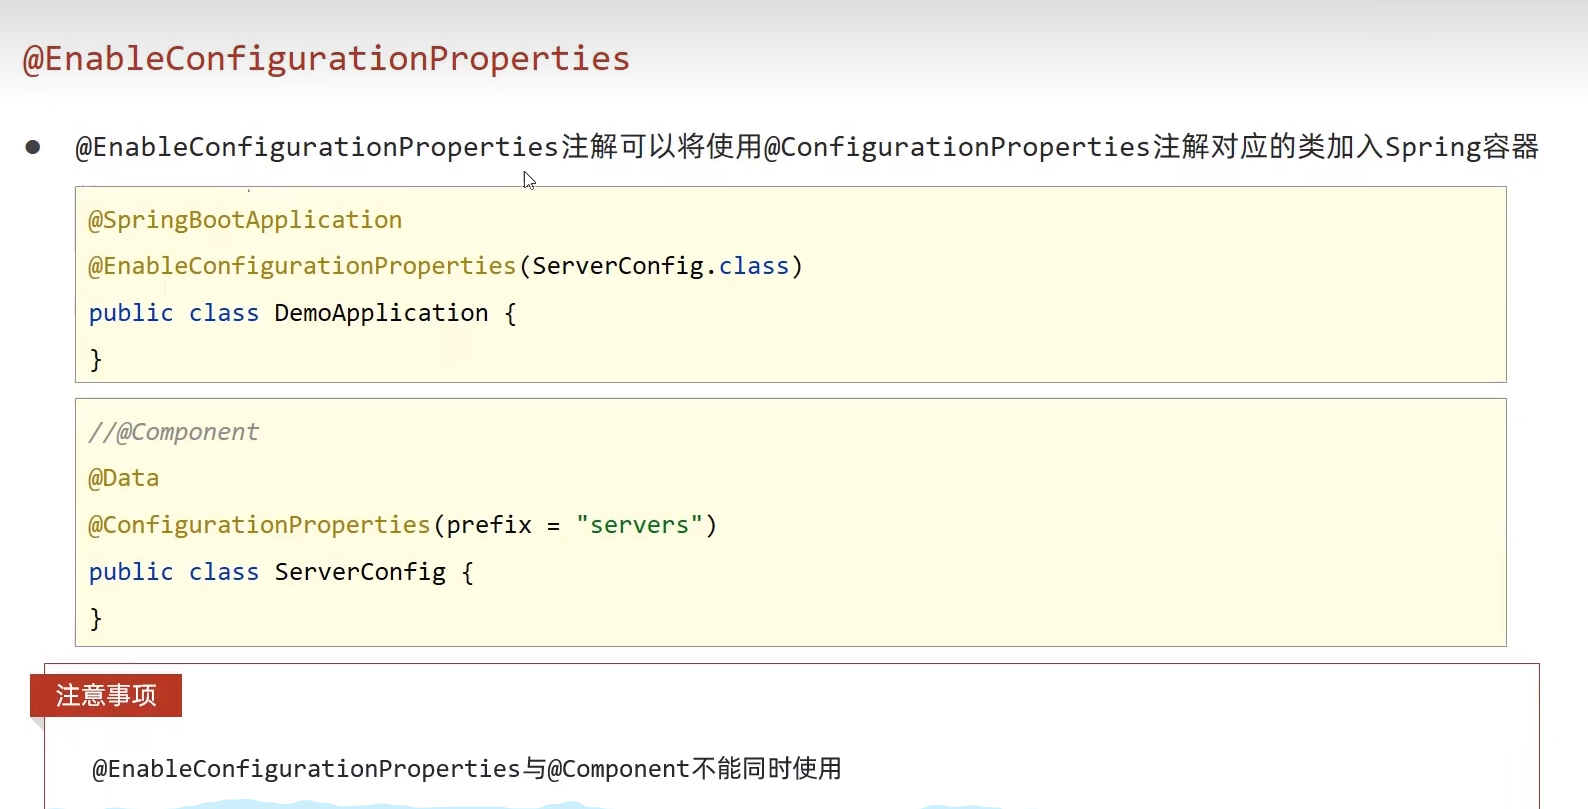 @EnableConfigurationProperties
● @EnableConfigurationProperties注解可以将使用@ConfigurationProperties注解对应的类加入Spring容器
@SpringBootApplication
@EnableConfigurationProperties(ServerConfig.class)
public class DemoApplication {
}
//@Component
@Data
@ConfigurationProperties(prefix = "servers")
public class ServerConfig {
}
注意事项
@EnableConfigurationProperties与@Component不能同时使用